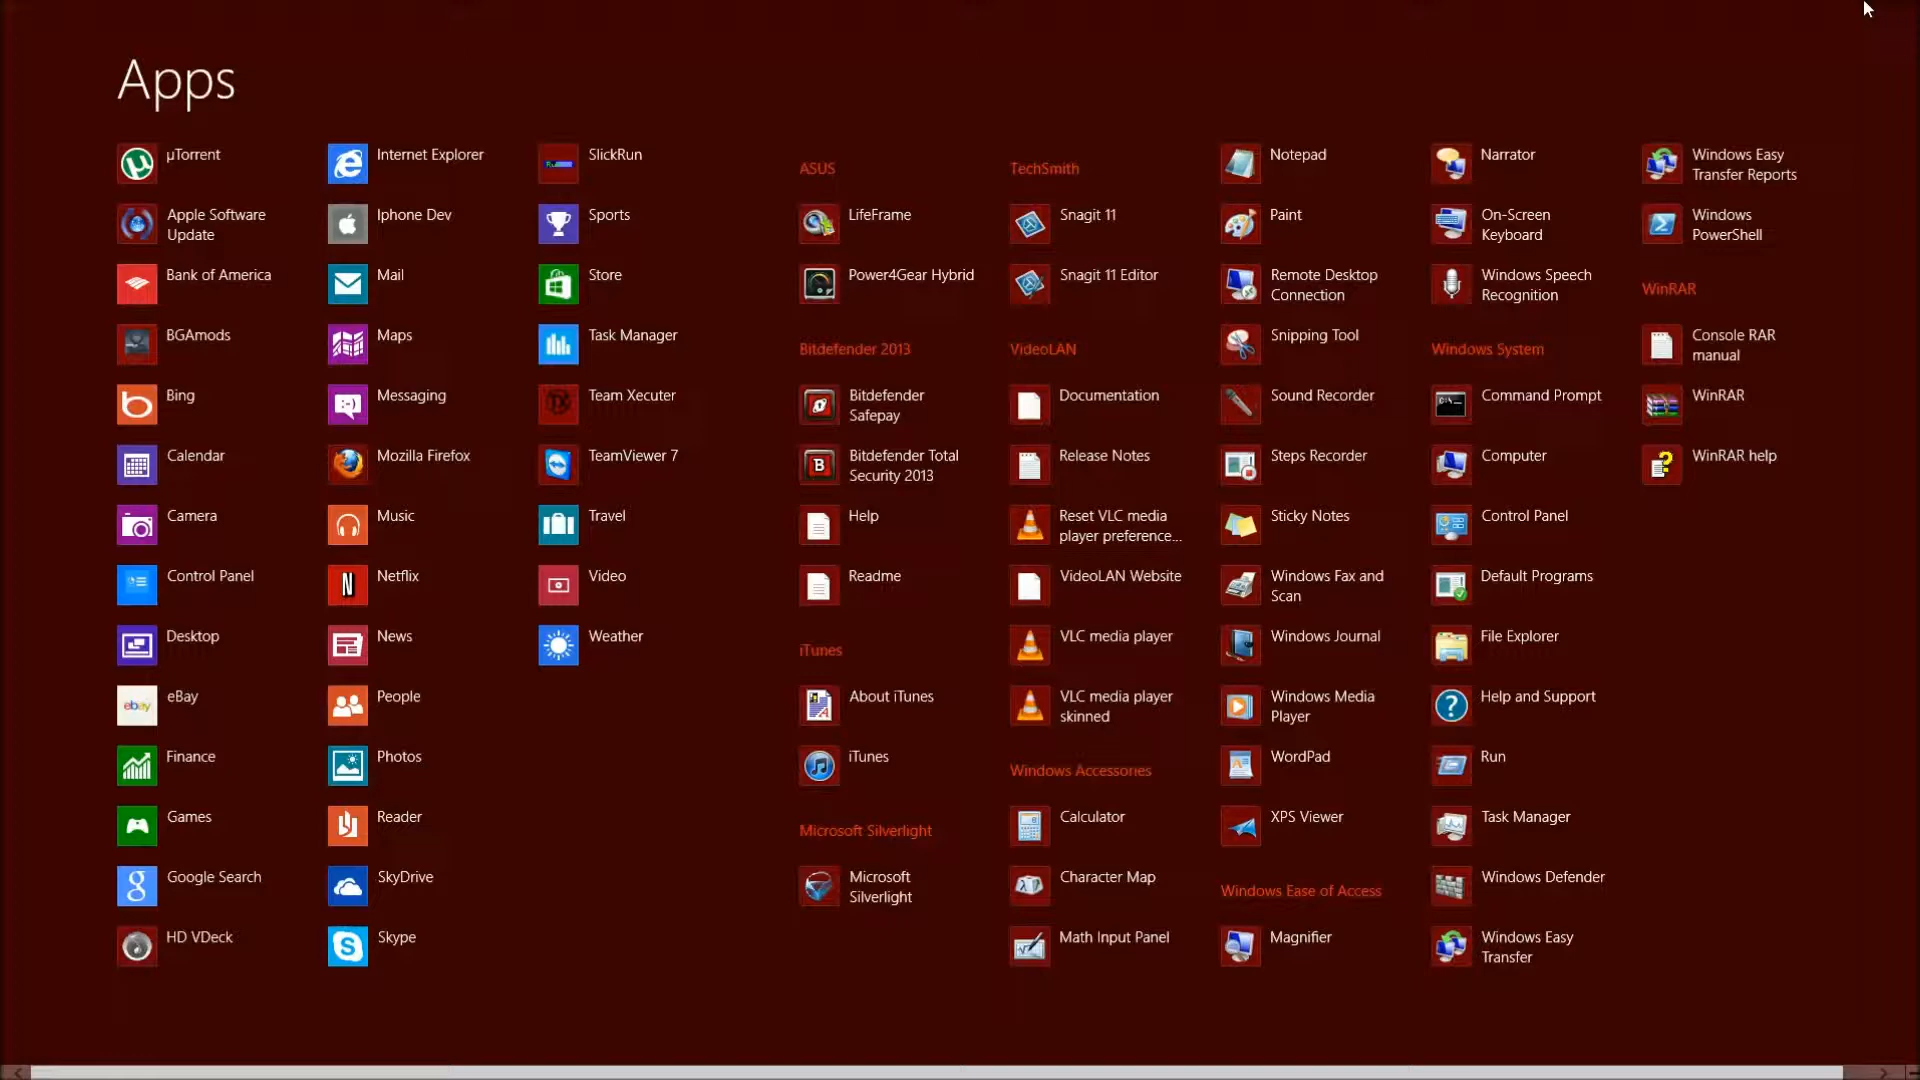 Apps
µTorrent
Apple Software
Update
Bank of America
BGAmods
Bing
Calendar
Camera
Control Panel
Desktop
eBay
Finance
Games
Google Search
HD VDeck
Internet Explorer
Iphone Dev
Mail
Maps
Messaging
Mozilla Firefox
Music
Netflix
News
People
Photos
Reader
SkyDrive
Skype
SlickRun
Sports
Store
Task Manager
Team Xecuter
TeamViewer 7
Travel
Video
Weather
ASUS
LifeFrame
Power4Gear Hybrid
Bitdefender 2013
Bitdefender
Safepay
Bitdefender Total
Security 2013
Help
Readme
iTunes
About iTunes
iTunes
Microsoft Silverlight
Microsoft
Silverlight
TechSmith
Snagit 11
Snagit 11 Editor
VideoLAN
Documentation
Release Notes
Reset VLC media
player preference...
VideoLAN Website
VLC media player
VLC media player
skinned
Windows Accessories
Calculator
Character Map
Math Input Panel
Notepad
Paint
Remote Desktop
Connection
Snipping Tool
Sound Recorder
Steps Recorder
Sticky Notes
Windows Fax and
Scan
Windows Journal
Windows Media
Player
WordPad
XPS Viewer
Windows Ease of Access
Magnifier
Narrator
On-Screen
Keyboard
Windows Speech
Recognition
Windows System
Command Prompt
Computer
Control Panel
Default Programs
File Explorer
Help and Support
Run
Task Manager
Windows Defender
Windows Easy
Transfer
Windows Easy
Transfer Reports
Windows
PowerShell
WinRAR
Console RAR
manual
WinRAR
WinRAR help